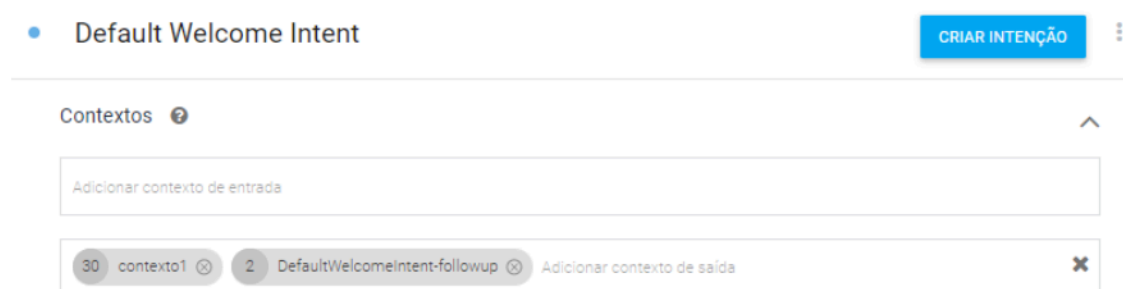 Default Welcome Intent
CRIAR INTENÇÃO
Contextos ?
Adicionar contexto de entrada
30 contexto1 2 DefaultWelcomeIntent-followup Adicionar contexto de saída